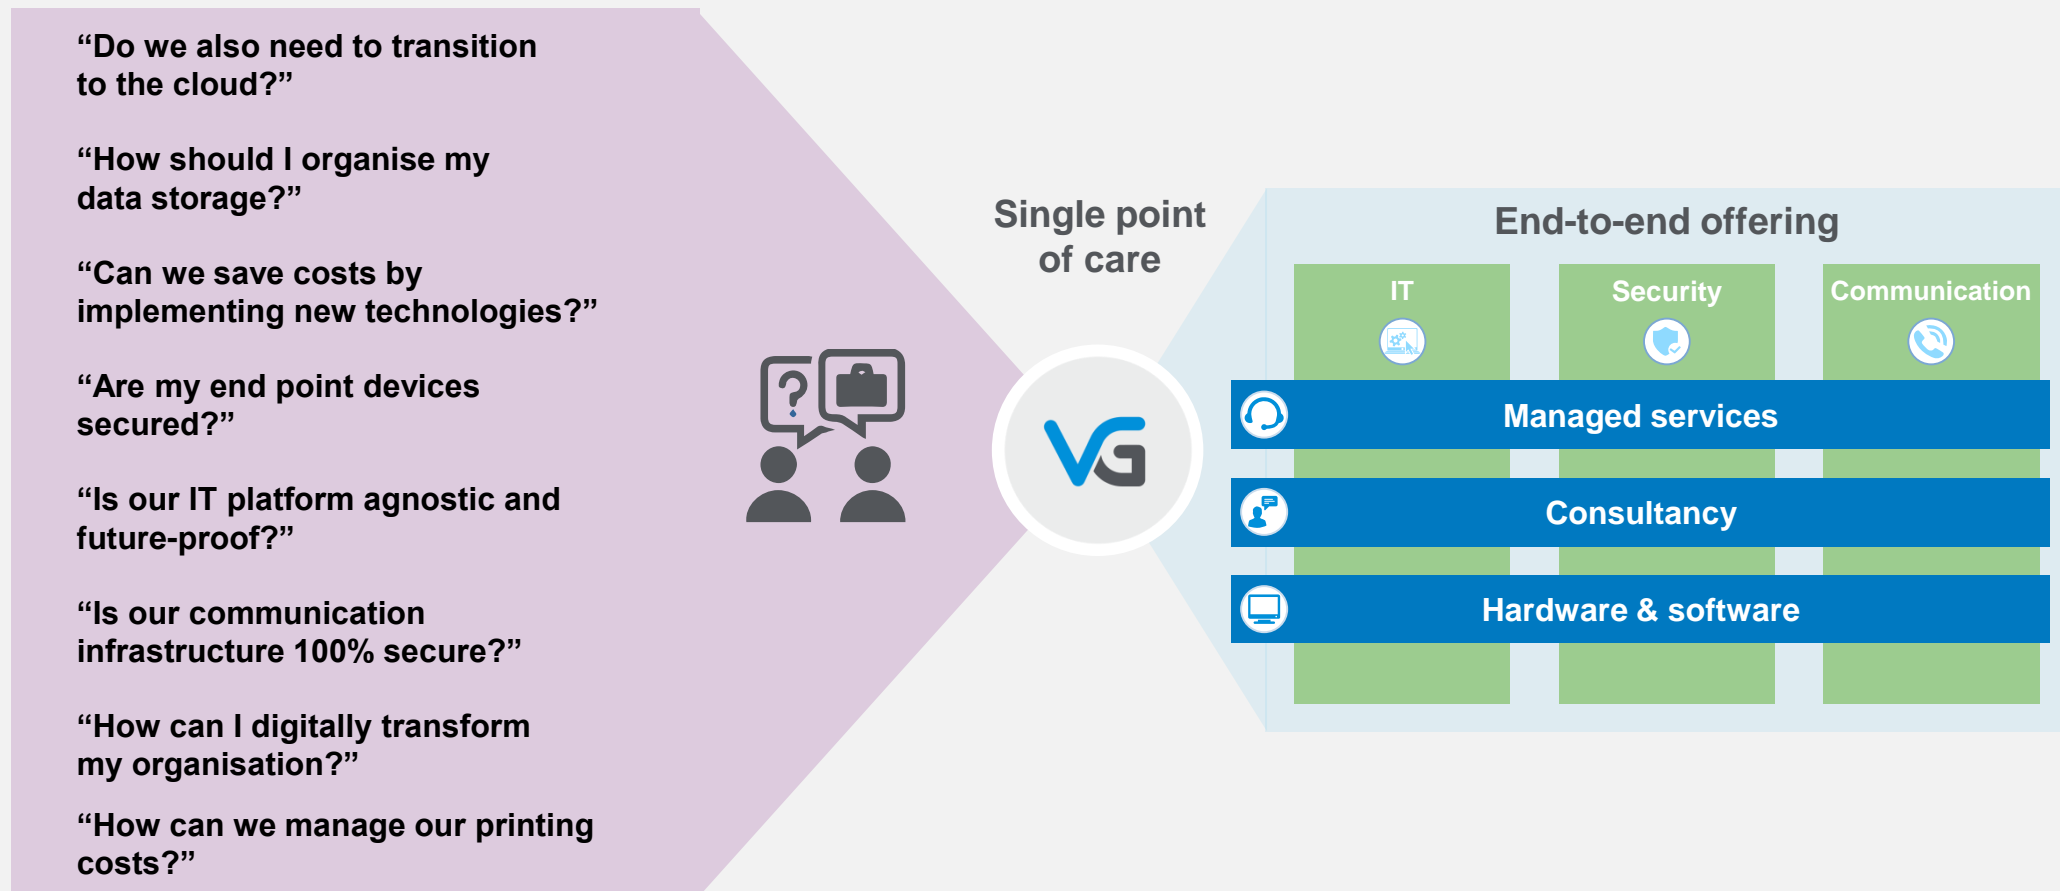 “Do we also need to transition
to the cloud?”
“How should I organise my
data storage?”
“Can we save costs by
implementing new technologies?”
“Are my end point devices
secured?”
“Is our IT platform agnostic and
future-proof?”
“Is our communication
infrastructure 100% secure?”
“How can I digitally transform
my organisation?”
“How can we manage our printing
costs?”
?
Single point
of care
VG
End-to-end offering
IT
Security
Communication
Managed services
Consultancy
Hardware & software